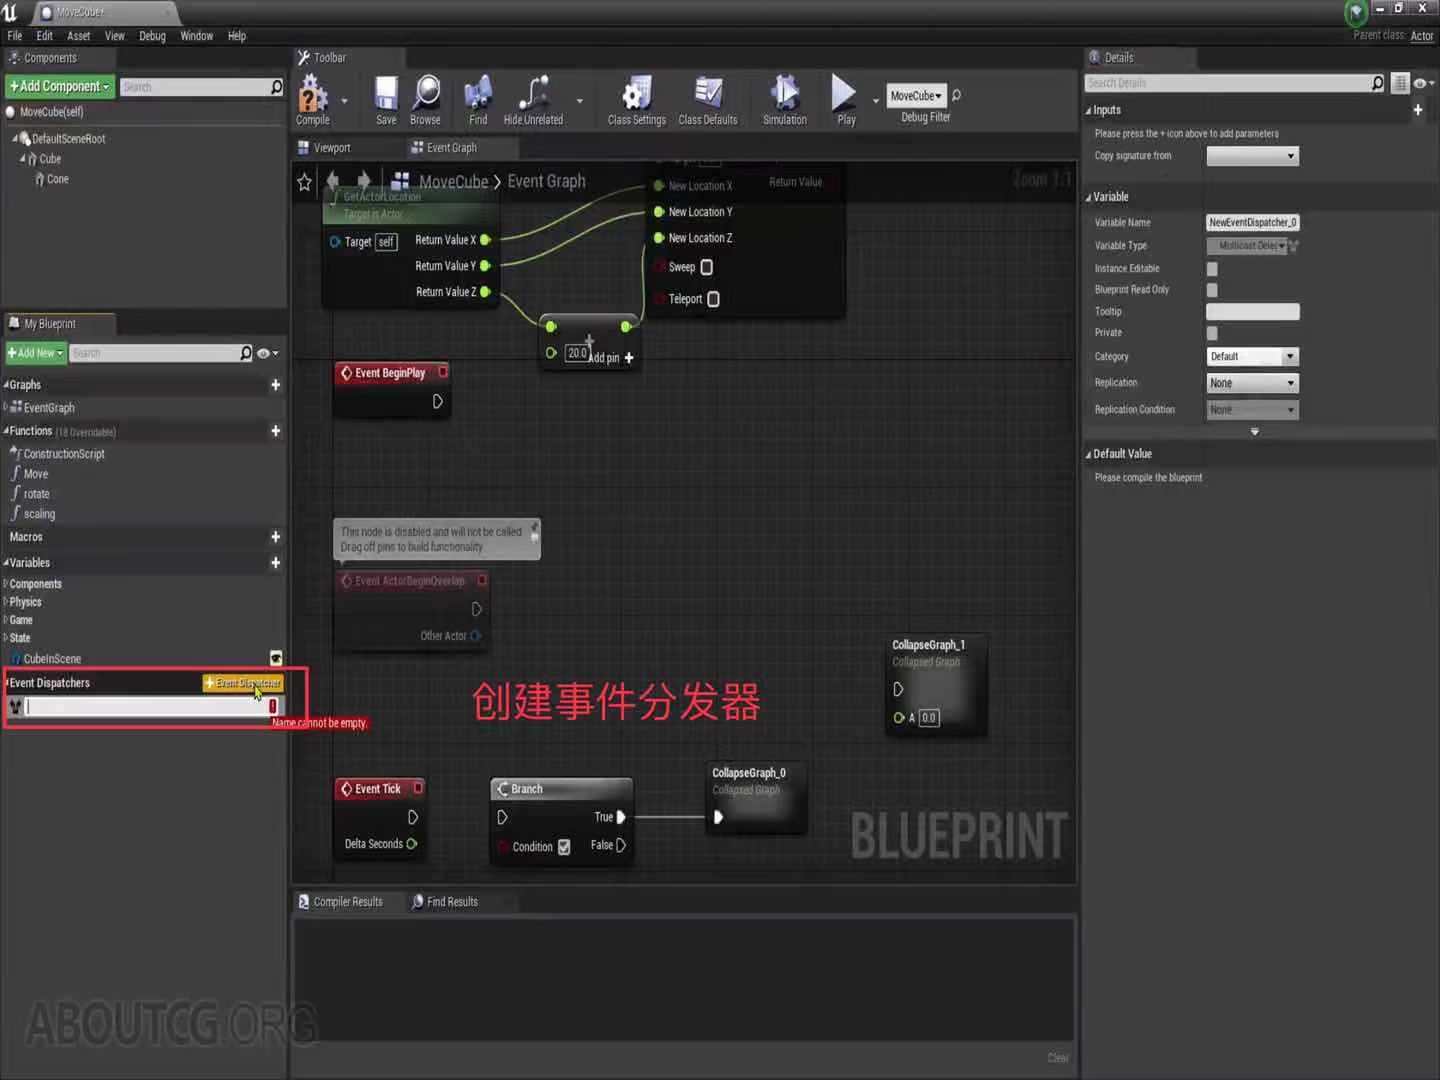 MoveCube*
File Edit Asset View Debug Window Help
Parent class: Actor
Components
+Add Component
Search
MoveCube(self)
DefaultSceneRoot
Cube
Cone
My Blueprint
+Add New
Search
Graphs
EventGraph
Functions (18 Overridable)
ConstructionScript
Move
rotate
scaling
Macros
Variables
Components
Physics
Game
State
CubeInScene
Event Dispatchers
+Event Dispatcher
Name cannot be empty.
Toolbar
Compile Save Browse Find Hide Unrelated Class Settings Class Defaults Simulation Play
MoveCube
Debug Filter
Viewport
Event Graph
MoveCube > Event Graph
Zoom 1:1
GetActorLocation
Target is Actor
Target self
Return Value X
Return Value Y
Return Value Z
New Location X
New Location Y
New Location Z
Return Value
Sweep
Teleport
20.0
Add pin +
Event BeginPlay
This node is disabled and will not be called.
Drag off pins to build functionality.
Event ActorBeginOverlap
Other Actor
创建事件分发器
CollapseGraph_1
Collapsed Graph
A 0.0
Event Tick
Delta Seconds
Branch
True
Condition
False
CollapseGraph_0
Collapsed Graph
BLUEPRINT
Compiler Results
Find Results
Clear
Details
Search Details
Inputs
Please press the + icon above to add parameters
Copy signature from
Variable
Variable Name NewEventDispatcher_0
Variable Type Multicast Dele
Instance Editable
Blueprint Read Only
Tooltip
Private
Category Default
Replication None
Replication Condition None
Default Value
Please compile the blueprint
ABOUTCG.ORG